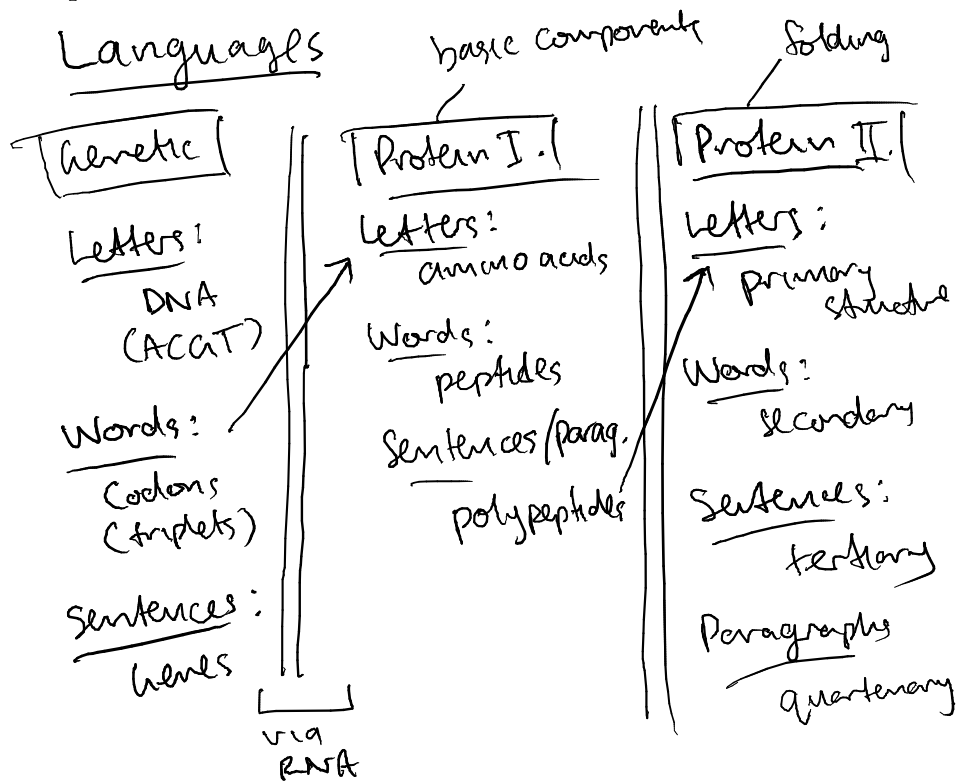 Languages
basic components
folding
Genetic
Letters:
DNA
(ACGT)
Words:
Codons
(triplets)
Sentences:
Genes
via
RNA
Protein I.
Letters:
amino acids
Words:
peptides
Sentences/parag.
polypeptides
Protein II.
Letters:
primary
structure
Words:
secondary
Sentences:
tertiary
Paragraphs
quarternary